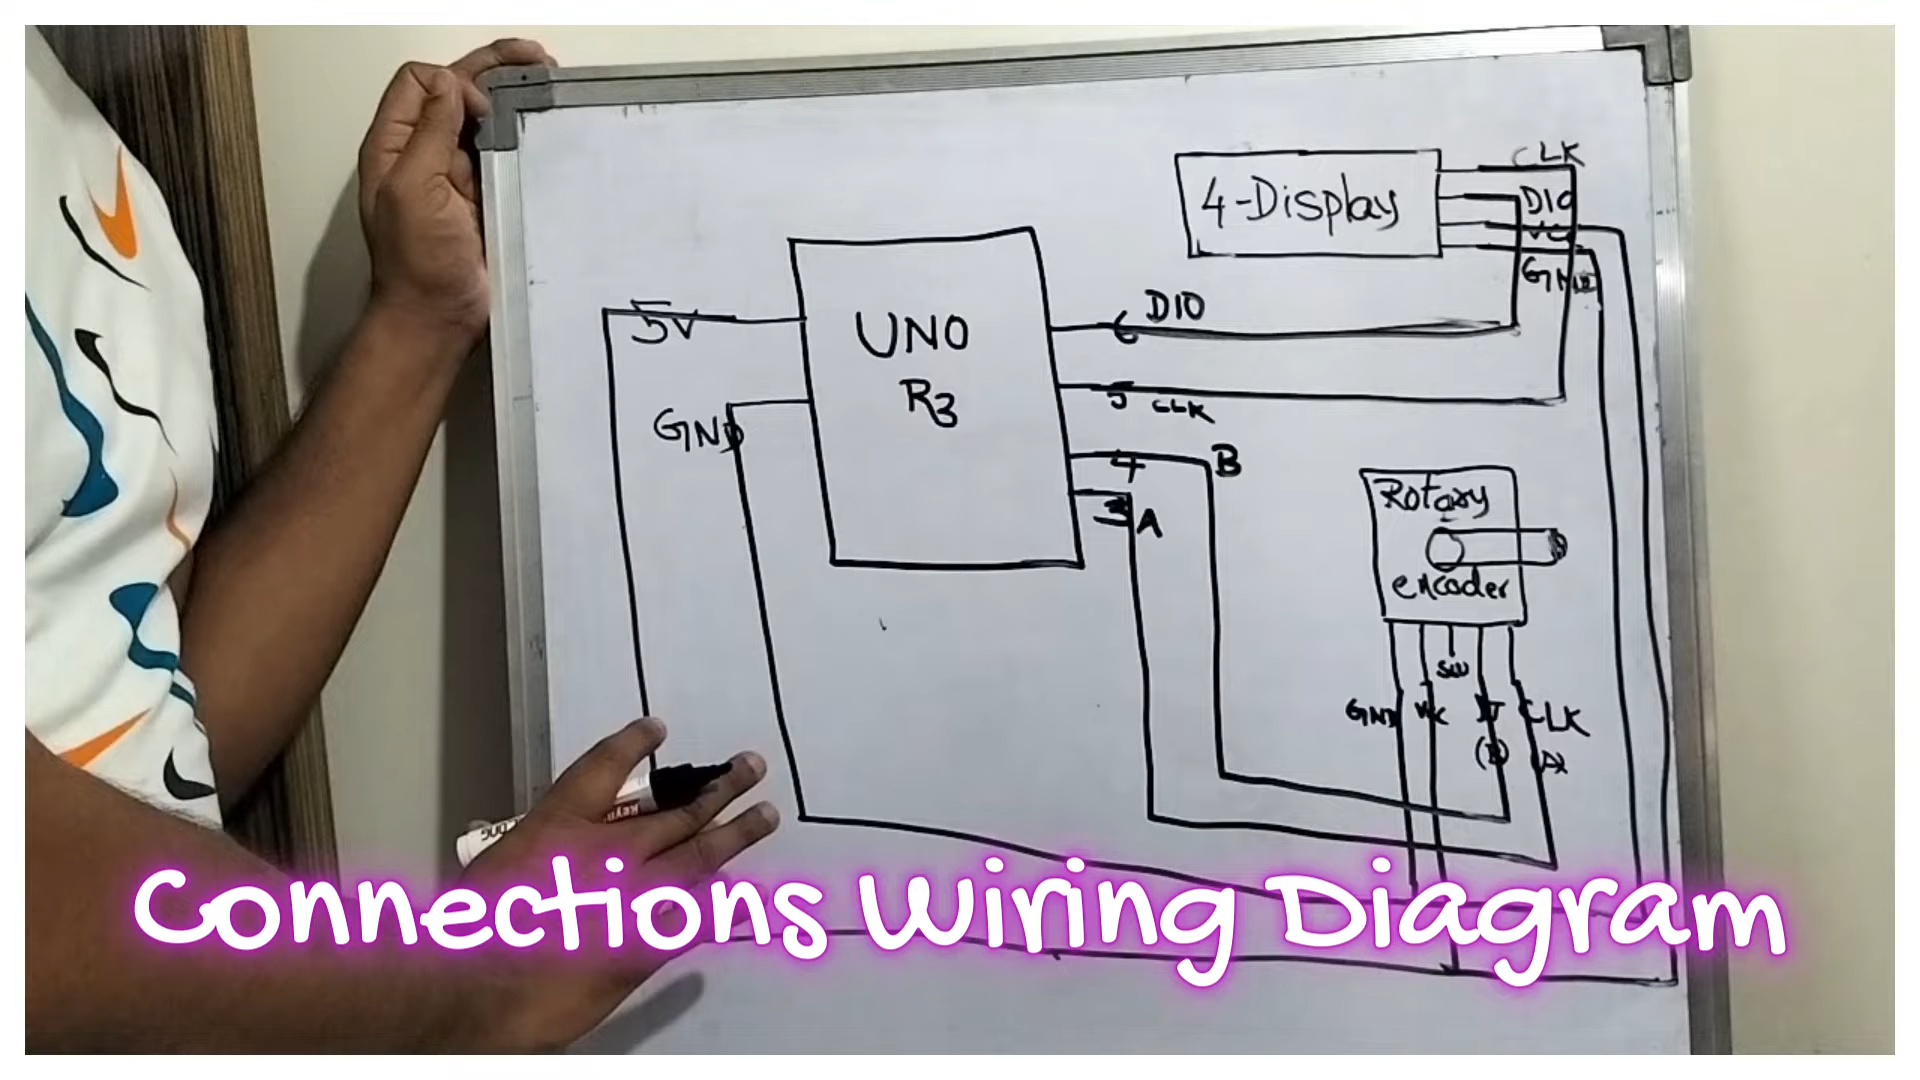 CLK
4-Display
DIO
VCC
GND
DIO
5V
6
UNO
R3
5 CLK
GND
4 B
3 A
Rotary
encoder
SW
GND VCC DT CLK
(B) (A)
Connections Wiring Diagram